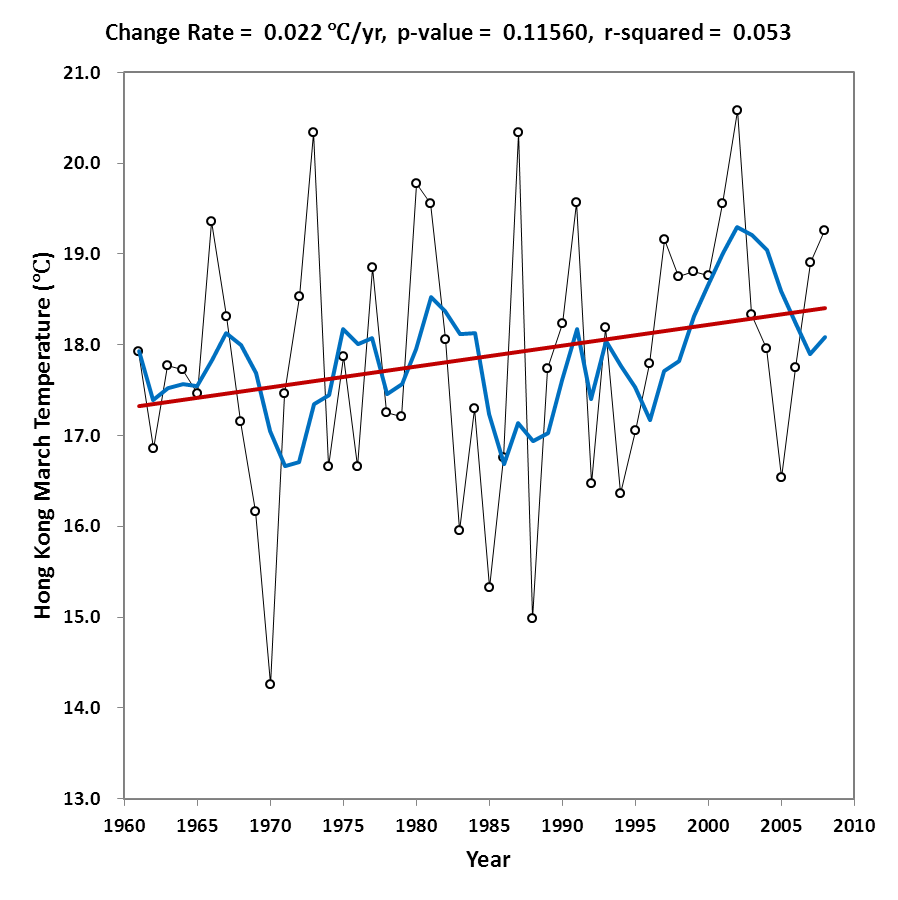 Change Rate = 0.022 ℃/yr, p-value = 0.11560, r-squared = 0.053
Hong Kong March Temperature (℃)
21.0
20.0
19.0
18.0
17.0
16.0
15.0
14.0
13.0
1960 1965 1970 1975 1980 1985 1990 1995 2000 2005 2010
Year